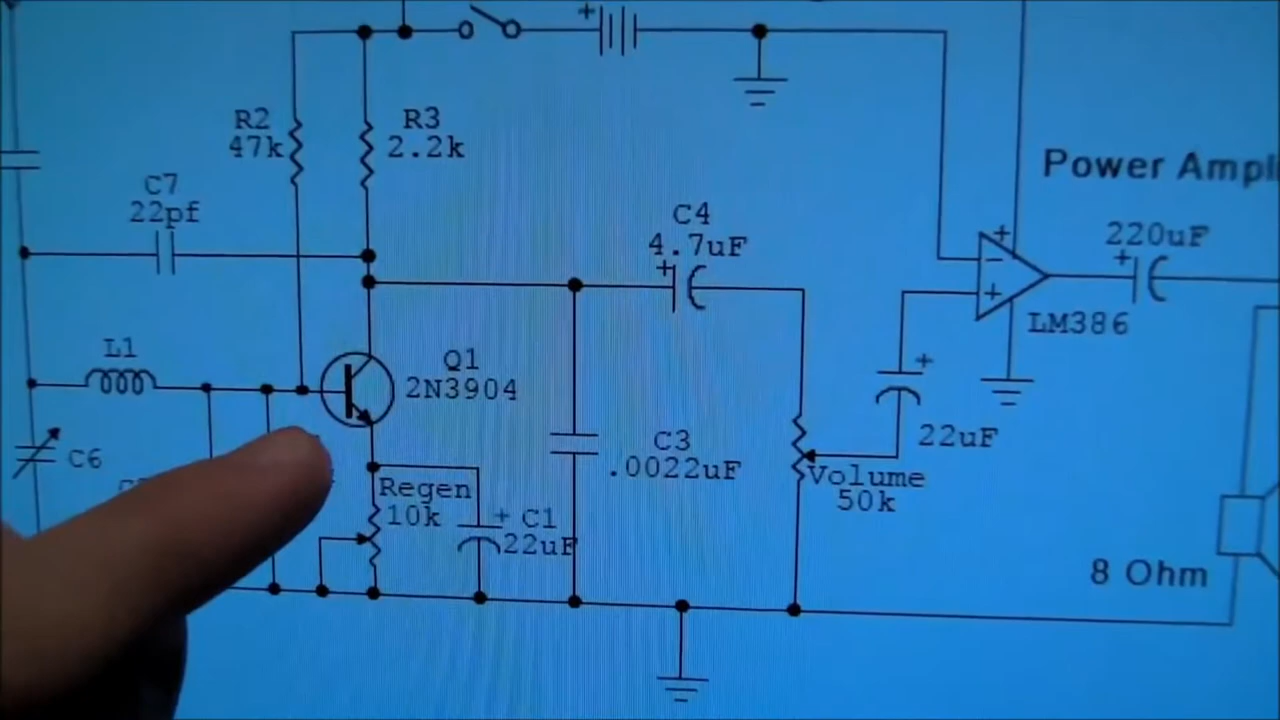 R2
47k
R3
2.2k
C7
22pf
C4
4.7uF
Power
220uF
LM386
L1
Q1
2N3904
C6
C3
.0022uF
22uF
Volume
50k
Regen
10k
C1
22uF
8 Ohm